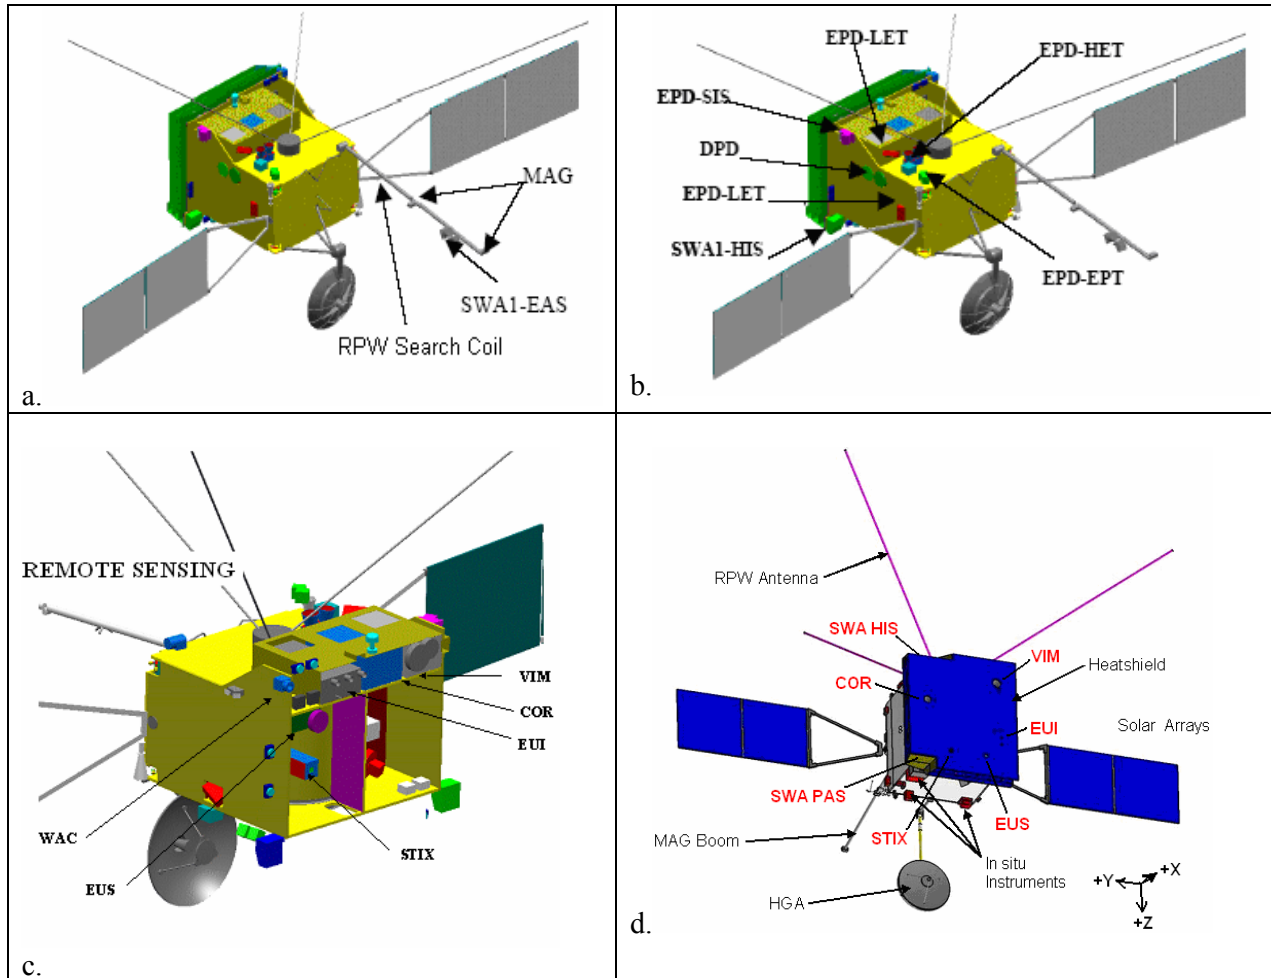 MAG
SWA1-EAS
RPW Search Coil
a.
EPD-LET
EPD-HET
EPD-SIS
DPD
EPD-LET
SWA1-HIS
EPD-EPT
b.
REMOTE SENSING
VIM
COR
EUI
WAC
STIX
EUS
c.
RPW Antenna
SWA HIS
VIM
COR
Heatshield
Solar Arrays
EUI
SWA PAS
MAG Boom
STIX
EUS
In situ
Instruments
HGA
+Y
+X
+Z
d.